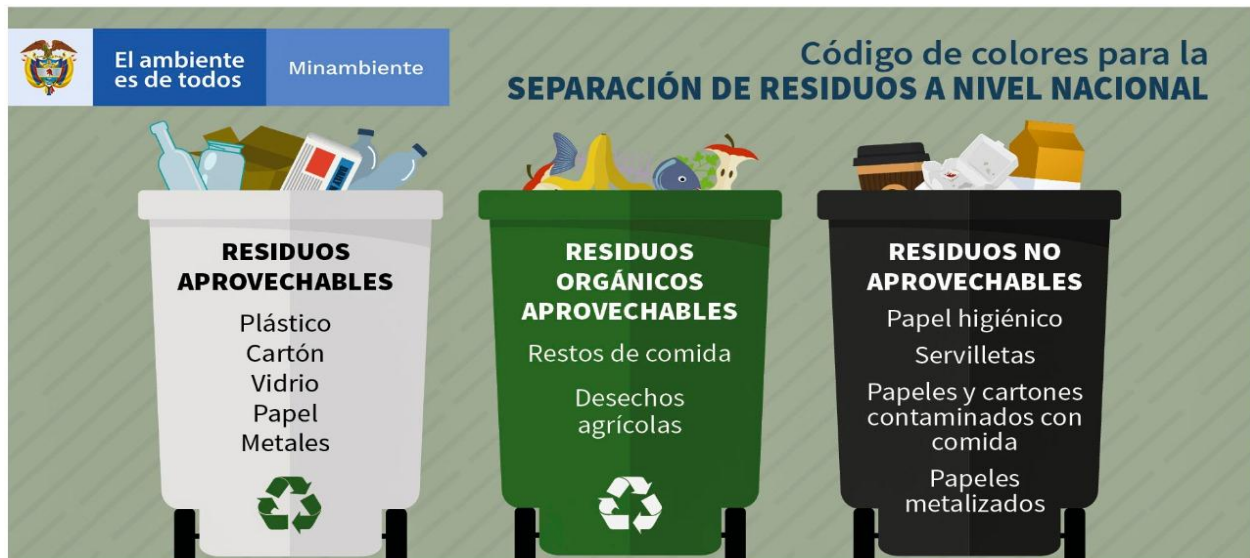 El ambiente
es de todos
Minambiente
Código de colores para la
SEPARACIÓN DE RESIDUOS A NIVEL NACIONAL
RESIDUOS
APROVECHABLES
Plástico
Cartón
Vidrio
Papel
Metales
RESIDUOS
ORGÁNICOS
APROVECHABLES
Restos de comida
Desechos
agrícolas
RESIDUOS NO
APROVECHABLES
Papel higiénico
Servilletas
Papeles y cartones
contaminados con
comida
Papeles
metalizados